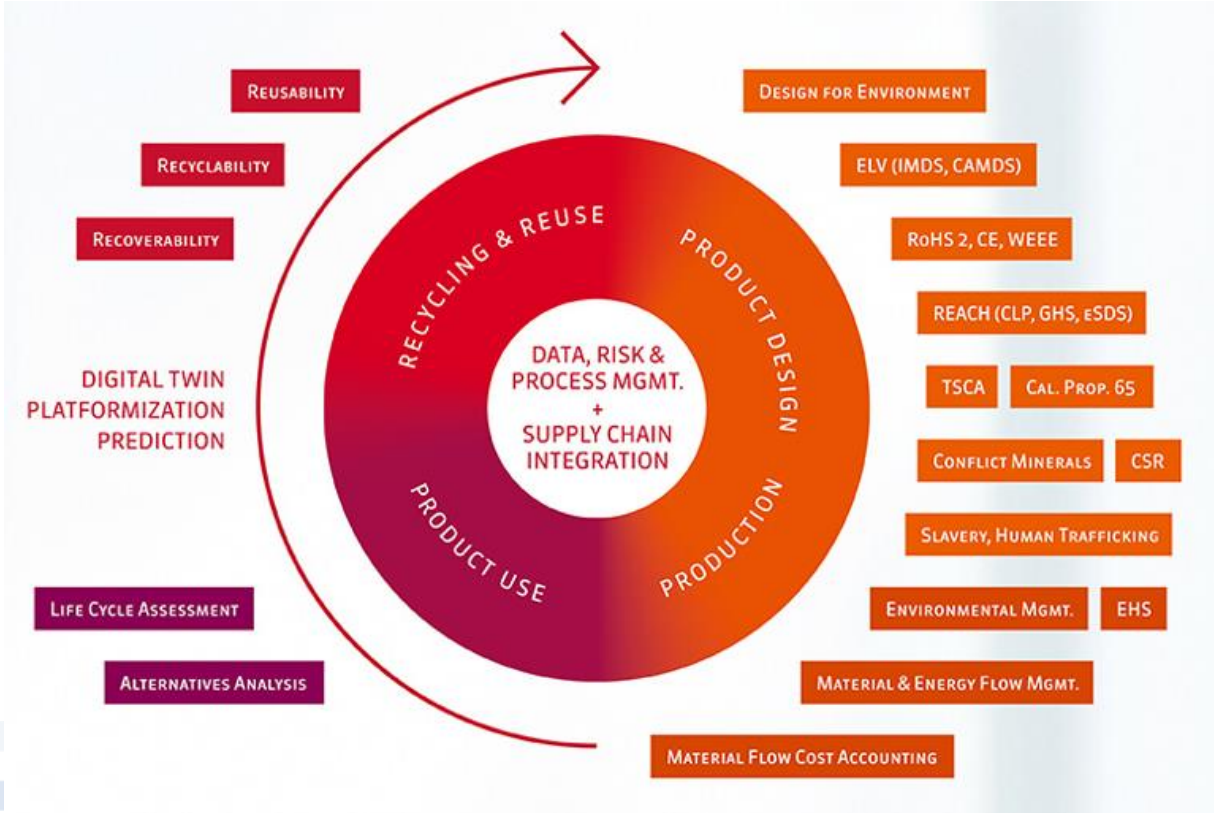 REUSABILITY
RECYCLABILITY
RECOVERABILITY
DIGITAL TWIN
PLATFORMIZATION
PREDICTION
LIFE CYCLE ASSESSMENT
ALTERNATIVES ANALYSIS
RECYCLING & REUSE
PRODUCT DESIGN
PRODUCT USE
PRODUCTION
DATA, RISK &
PROCESS MGMT.
+
SUPPLY CHAIN
INTEGRATION
DESIGN FOR ENVIRONMENT
ELV (IMDS, CAMDS)
RoHS 2, CE, WEEE
REACH (CLP, GHS, eSDS)
TSCA
CAL. PROP. 65
CONFLICT MINERALS
CSR
SLAVERY, HUMAN TRAFFICKING
ENVIRONMENTAL MGMT.
EHS
MATERIAL & ENERGY FLOW MGMT.
MATERIAL FLOW COST ACCOUNTING